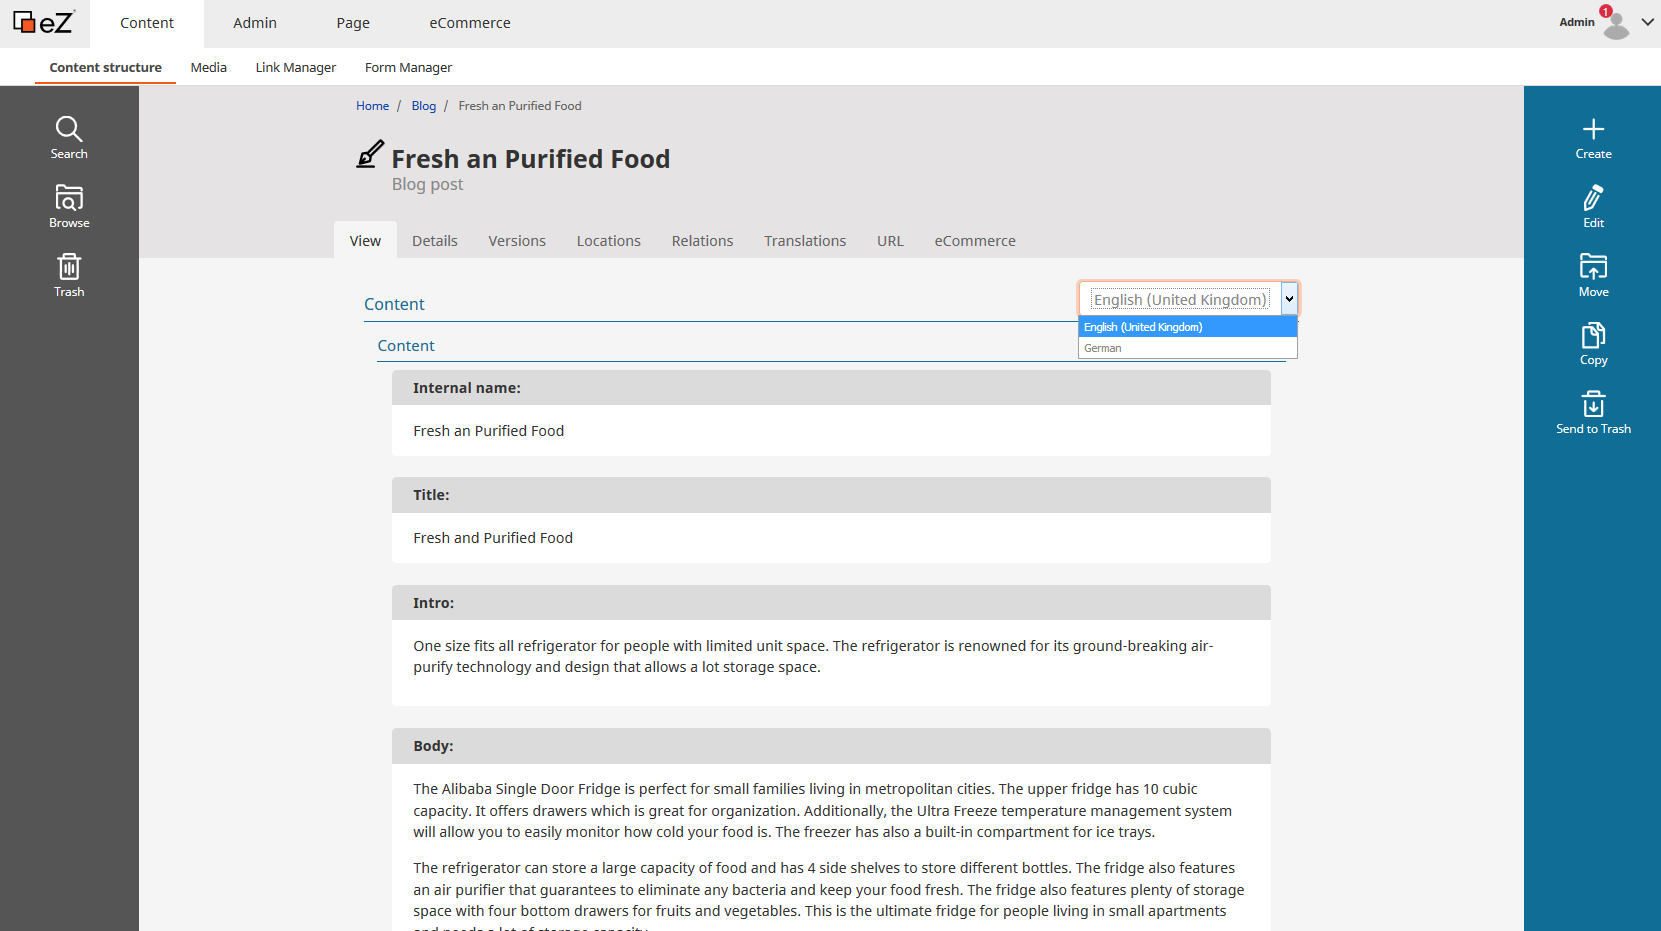 eZ Content Admin Page eCommerce Admin 1
Content structure Media Link Manager Form Manager
Home / Blog / Fresh an Purified Food
Search
Browse
Trash
Fresh an Purified Food
Blog post
View Details Versions Locations Relations Translations URL eCommerce
Content
English (United Kingdom)
English (United Kingdom)
German
Content
Internal name:
Fresh an Purified Food
Title:
Fresh and Purified Food
Intro:
One size fits all refrigerator for people with limited unit space. The refrigerator is renowned for its ground-breaking air-
purify technology and design that allows a lot storage space.
Body:
The Alibaba Single Door Fridge is perfect for small families living in metropolitan cities. The upper fridge has 10 cubic
capacity. It offers drawers which is great for organization. Additionally, the Ultra Freeze temperature management system
will allow you to easily monitor how cold your food is. The freezer has also a built-in compartment for ice trays.
The refrigerator can store a large capacity of food and has 4 side shelves to store different bottles. The fridge also features
an air purifier that guarantees to eliminate any bacteria and keep your food fresh. The fridge also features plenty of storage
space with four bottom drawers for fruits and vegetables. This is the ultimate fridge for people living in small apartments
and needs a lot of storage capacity.
Create
Edit
Move
Copy
Send to Trash